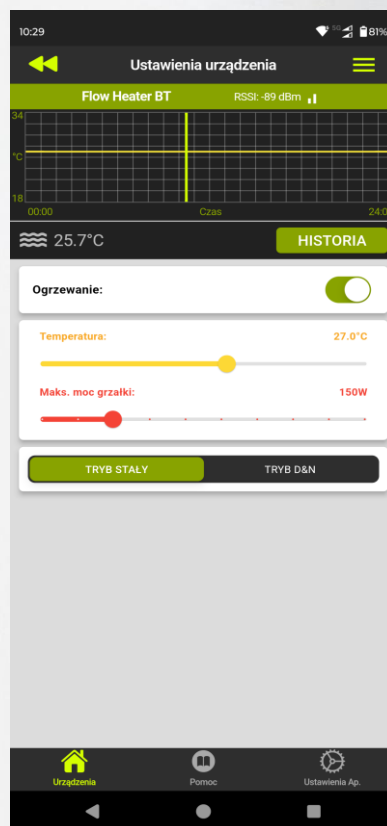 10:29 5G 81%
Ustawienia urządzenia
Flow Heater BT RSSI: -89 dBm
34
°C
18
00:00 Czas 24:0
25.7°C HISTORIA
Ogrzewanie:
Temperatura: 27.0°C
Maks. moc grzałki: 150W
TRYB STAŁY TRYB D&N
Urządzenia Pomoc Ustawienia Ap.